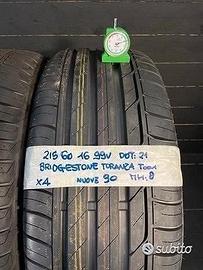 215 60 16 99V DOT: 21
BRIDGESTONE TURANZA T001
X4 NUOVE 90 MM. 8
subito